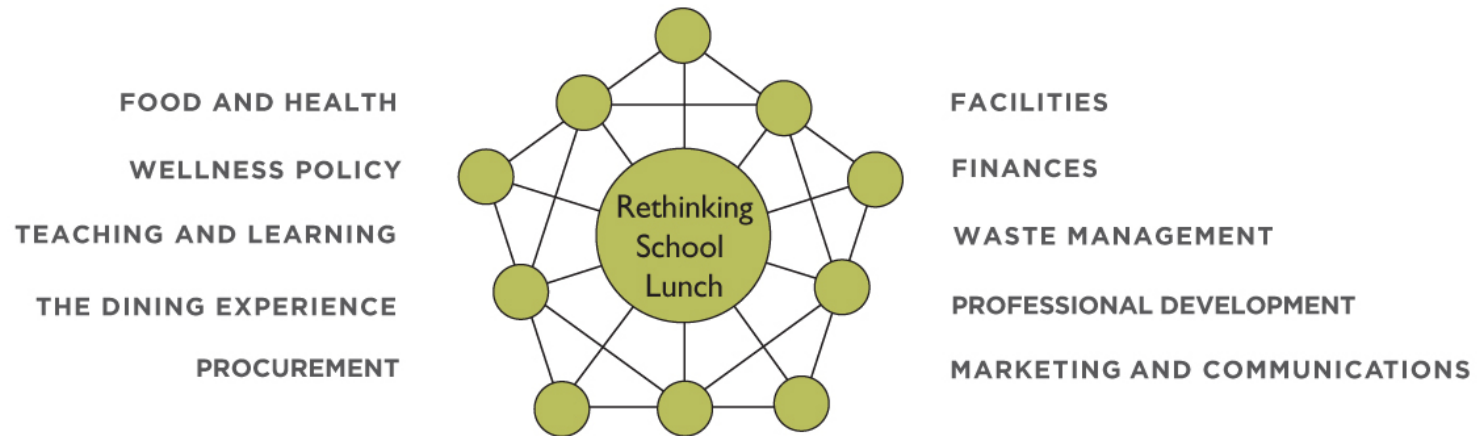 FOOD AND HEALTH
WELLNESS POLICY
TEACHING AND LEARNING
THE DINING EXPERIENCE
PROCUREMENT
Rethinking
School
Lunch
FACILITIES
FINANCES
WASTE MANAGEMENT
PROFESSIONAL DEVELOPMENT
MARKETING AND COMMUNICATIONS